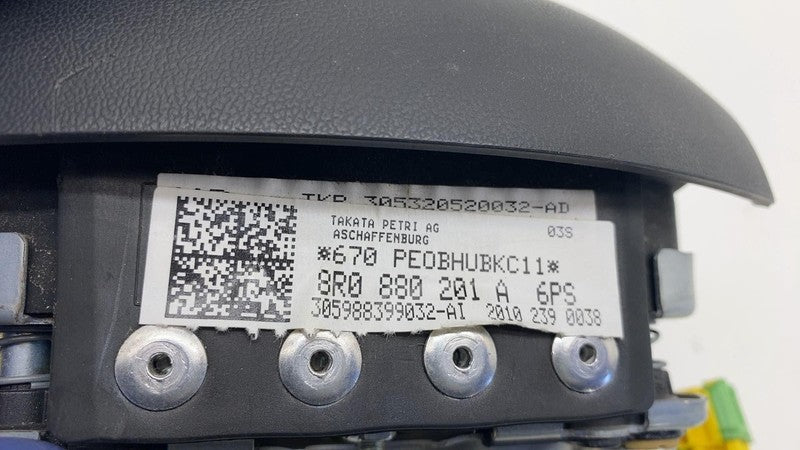 TKP 305320520032-AD
TAKATA PETRI AG
ASCHAFFENBURG 03S
*670 PEOBHUBKC11*
8R0 880 201 A 6PS
305988399032-AI 2010 239 0038